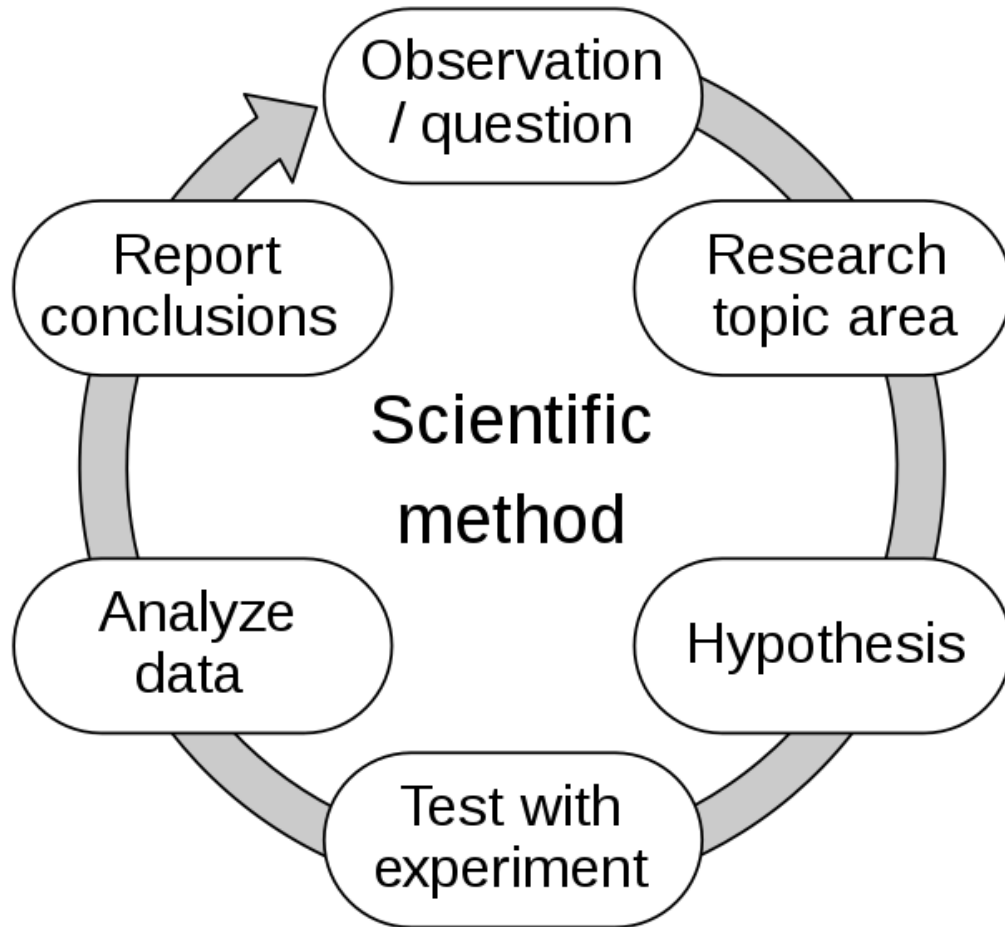 Observation
/ question
Research
topic area
Hypothesis
Test with
experiment
Analyze
data
Report
conclusions
Scientific
method